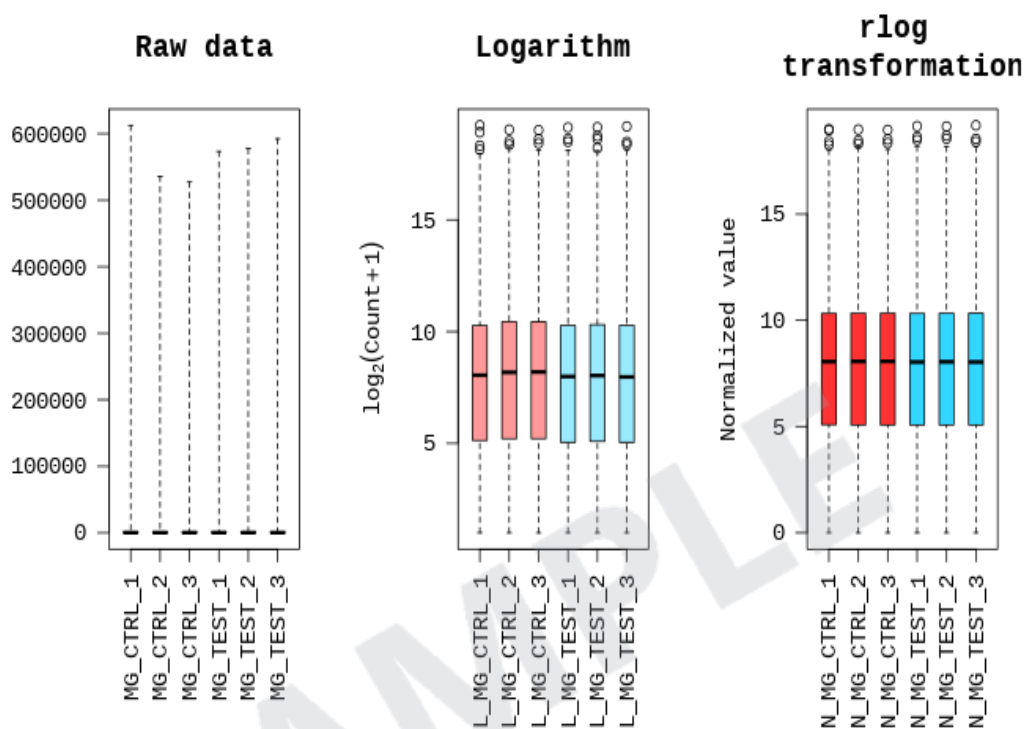 Raw data
600000
500000
400000
300000
200000
100000
0
MG_CTRL_1
MG_CTRL_2
MG_CTRL_3
MG_TEST_1
MG_TEST_2
MG_TEST_3
Logarithm
log₂(Count+1)
15
10
5
L_MG_CTRL_1
L_MG_CTRL_2
L_MG_CTRL_3
L_MG_TEST_1
L_MG_TEST_2
L_MG_TEST_3
rlog
transformation
Normalized value
15
10
5
0
N_MG_CTRL_1
N_MG_CTRL_2
N_MG_CTRL_3
N_MG_TEST_1
N_MG_TEST_2
N_MG_TEST_3
AMPLE